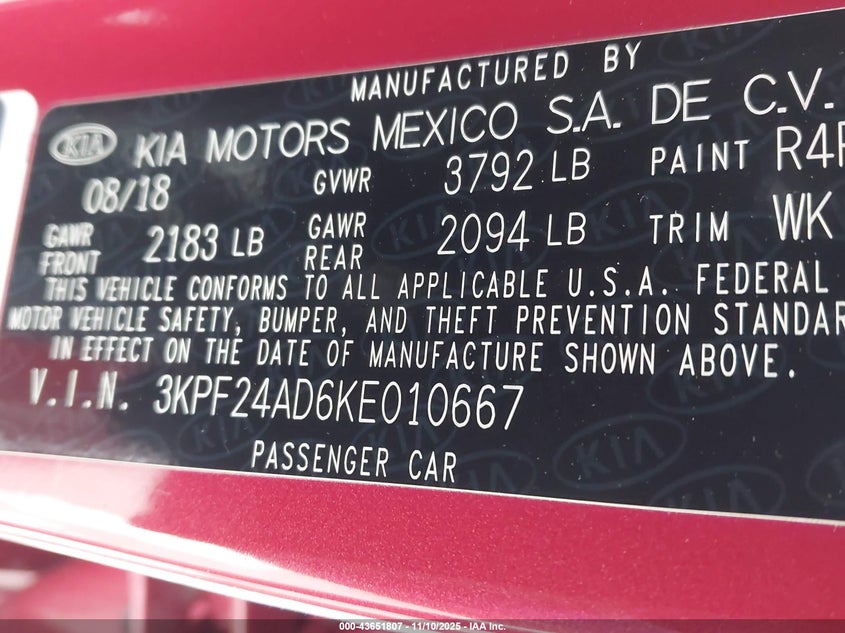 MANUFACTURED BY
KIA KIA MOTORS MEXICO S.A. DE C.V.
08/18 GVWR 3792 LB PAINT R4R
GAWR FRONT 2183 LB GAWR REAR 2094 LB TRIM WK
THIS VEHICLE CONFORMS TO ALL APPLICABLE U.S.A. FEDERAL
MOTOR VEHICLE SAFETY, BUMPER, AND THEFT PREVENTION STANDAR
IN EFFECT ON THE DATE OF MANUFACTURE SHOWN ABOVE.
V.I.N. 3KPF24AD6KE010667
PASSENGER CAR
000-43651807 - 11/10/2025 - IAA Inc.